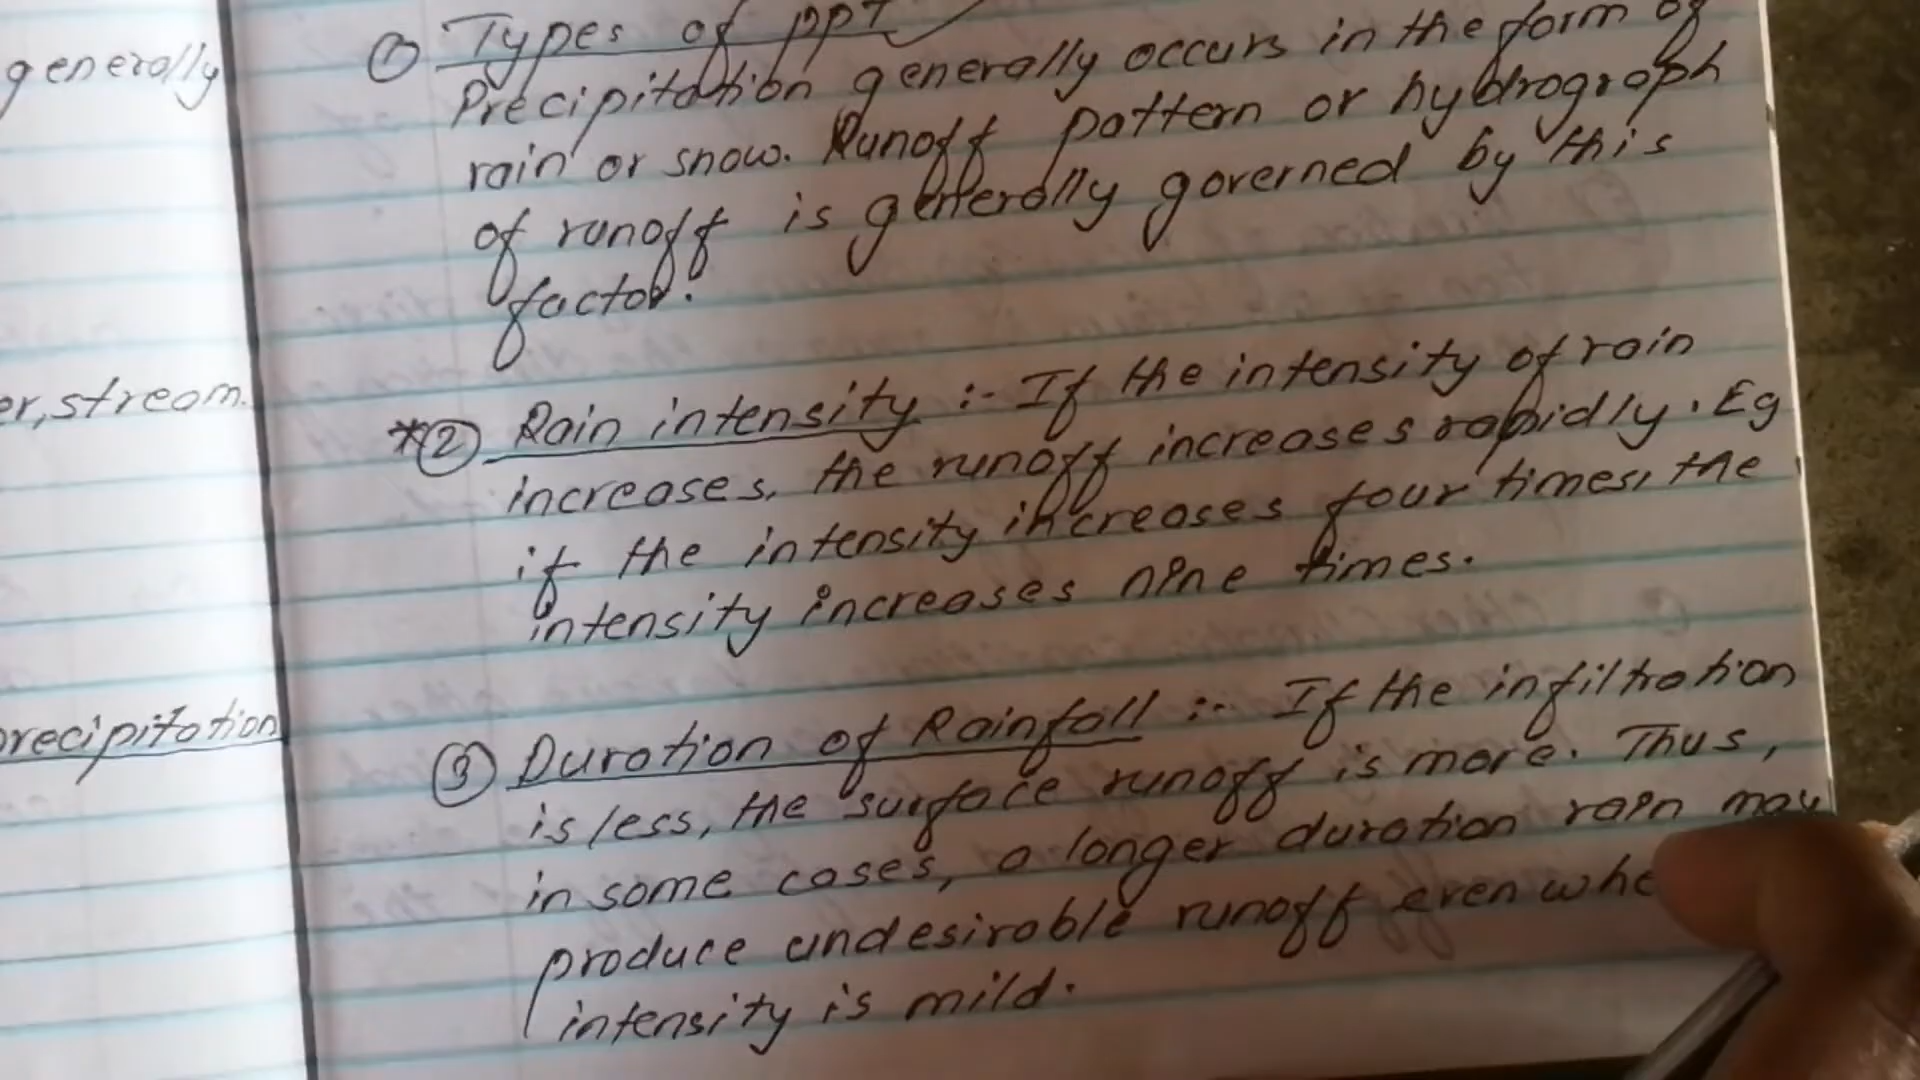 generally
er, stream.
precipitation
① Types of ppt
Precipitation generally occurs in the form of
rain or snow. Runoff pattern or hydrograph
of runoff is generally governed by this
factor.
*② Rain intensity :- If the intensity of rain
increases, the runoff increases rapidly. Eg
if the intensity increases four times, the
intensity increases nine times.
③ Duration of Rainfall :- If the infiltration
is less, the surface runoff is more. Thus,
in some cases, a longer duration rain may
produce undesirable runoff even whe
intensity is mild.